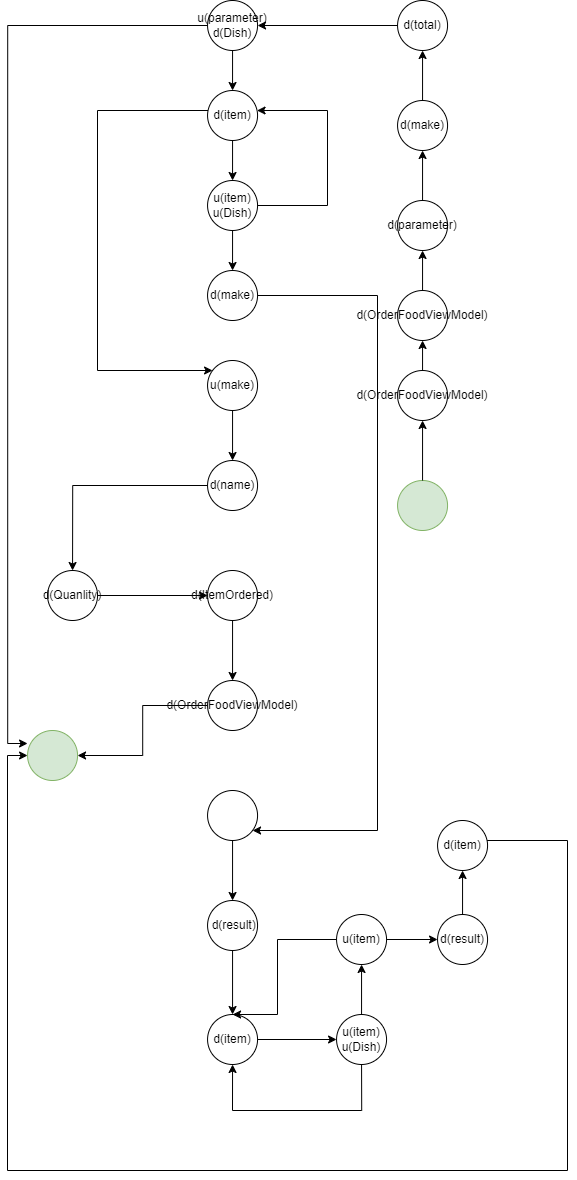 u(parameter)
d(Dish)
d(total)
d(item)
d(make)
u(item)
u(Dish)
d(parameter)
d(make)
d(OrderFoodViewModel)
u(make)
d(OrderFoodViewModel)
d(name)
d(Quanlity)
d(ItemOrdered)
d(OrderFoodViewModel)
d(item)
d(result)
u(item)
d(result)
d(item)
u(item)
u(Dish)